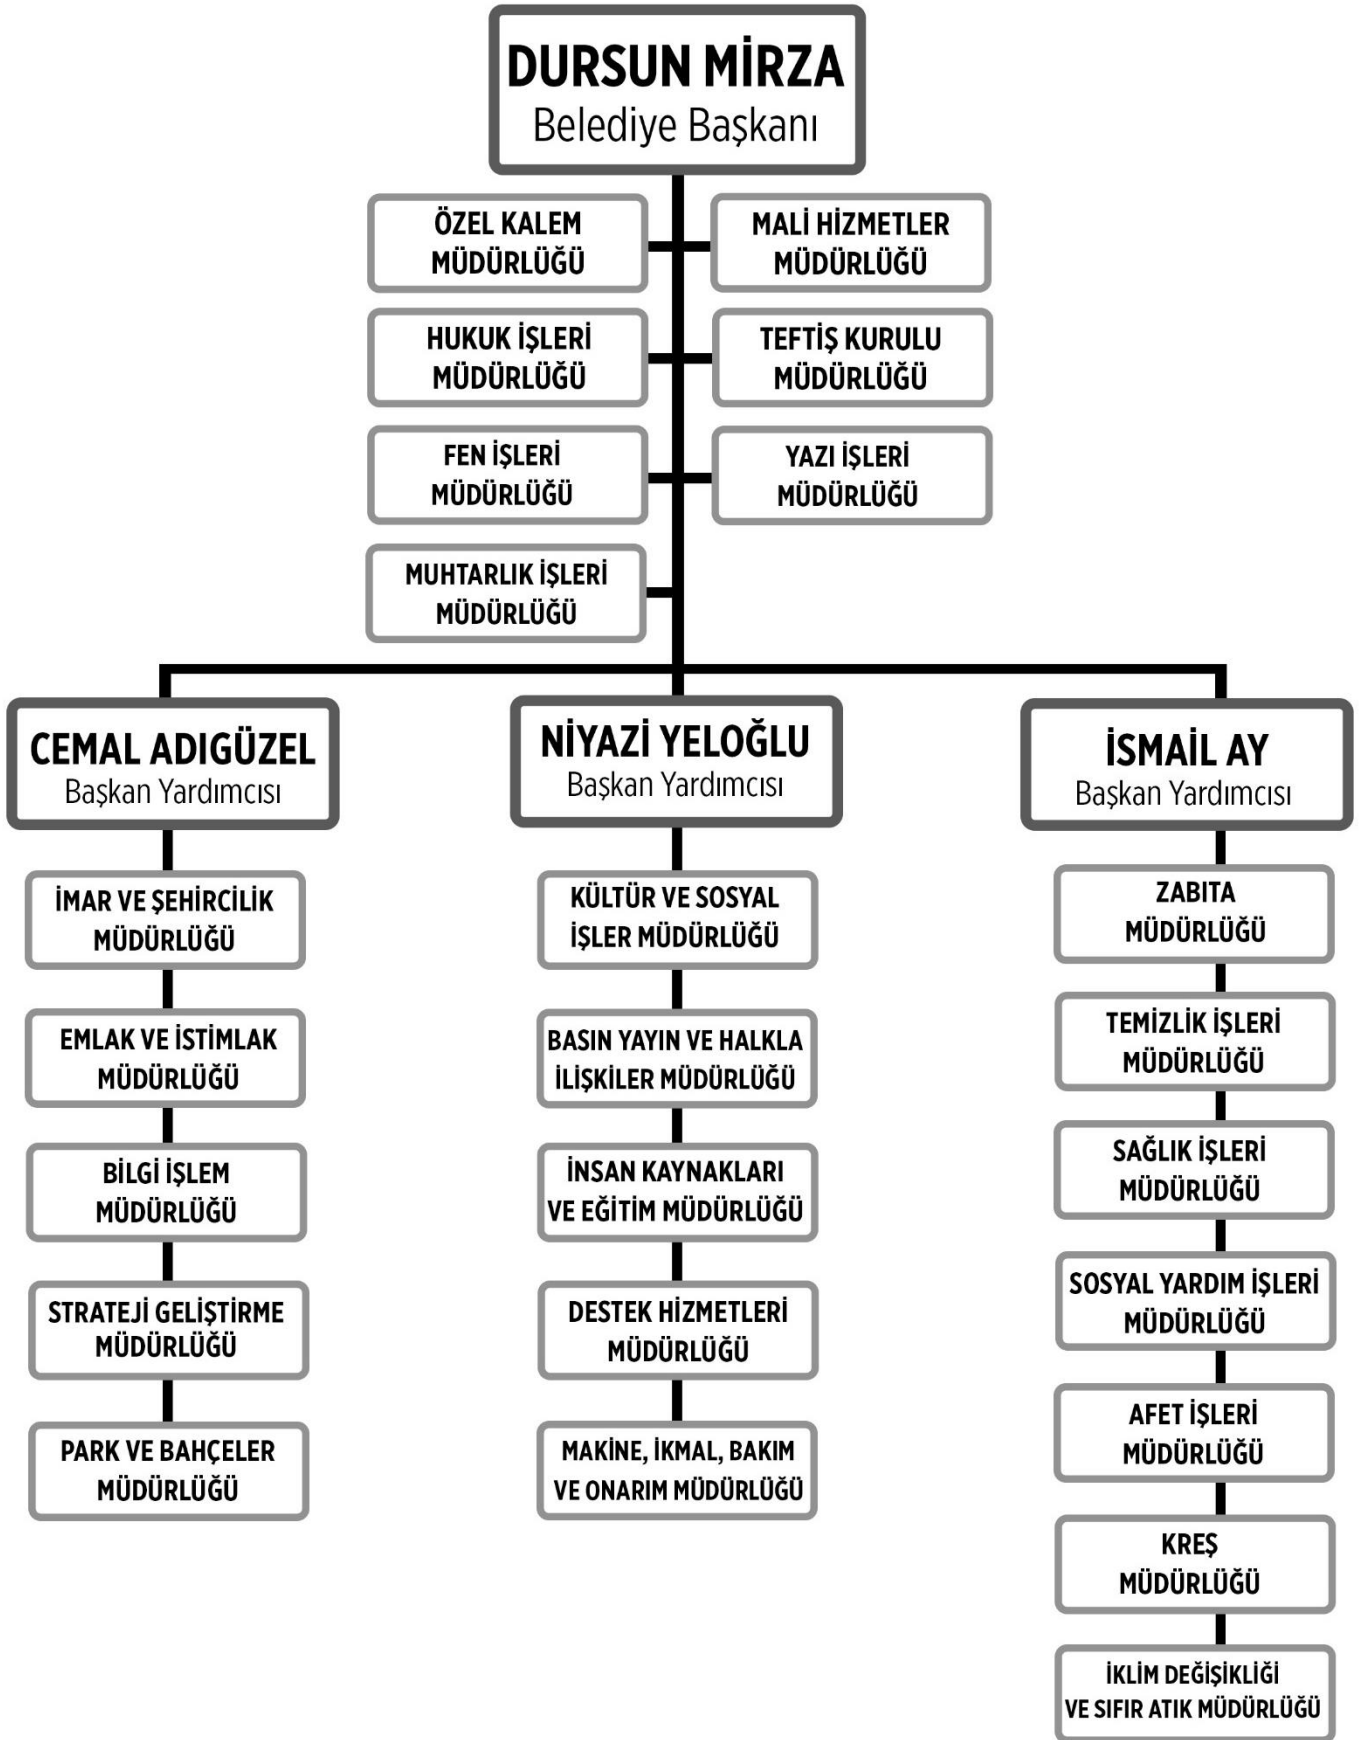 DURSUN MİRZA
Belediye Başkanı
ÖZEL KALEM
MÜDÜRLÜĞÜ
MALİ HİZMETLER
MÜDÜRLÜĞÜ
HUKUK İŞLERİ
MÜDÜRLÜĞÜ
TEFTİŞ KURULU
MÜDÜRLÜĞÜ
FEN İŞLERİ
MÜDÜRLÜĞÜ
YAZI İŞLERİ
MÜDÜRLÜĞÜ
MUHTARLIK İŞLERİ
MÜDÜRLÜĞÜ
CEMAL ADIGÜZEL
Başkan Yardımcısı
İMAR VE ŞEHİRCİLİK
MÜDÜRLÜĞÜ
EMLAK VE İSTİMLAK
MÜDÜRLÜĞÜ
BİLGİ İŞLEM
MÜDÜRLÜĞÜ
STRATEJİ GELİŞTİRME
MÜDÜRLÜĞÜ
PARK VE BAHÇELER
MÜDÜRLÜĞÜ
NİYAZİ YELOĞLU
Başkan Yardımcısı
KÜLTÜR VE SOSYAL
İŞLER MÜDÜRLÜĞÜ
BASIN YAYIN VE HALKLA
İLİŞKİLER MÜDÜRLÜĞÜ
İNSAN KAYNAKLARI
VE EĞİTİM MÜDÜRLÜĞÜ
DESTEK HİZMETLERİ
MÜDÜRLÜĞÜ
MAKİNE, İKMAL, BAKIM
VE ONARIM MÜDÜRLÜĞÜ
İSMAİL AY
Başkan Yardımcısı
ZABITA
MÜDÜRLÜĞÜ
TEMİZLİK İŞLERİ
MÜDÜRLÜĞÜ
SAĞLIK İŞLERİ
MÜDÜRLÜĞÜ
SOSYAL YARDIM İŞLERİ
MÜDÜRLÜĞÜ
AFET İŞLERİ
MÜDÜRLÜĞÜ
KREŞ
MÜDÜRLÜĞÜ
İKLİM DEĞİŞİKLİĞİ
VE SIFIR ATIK MÜDÜRLÜĞÜ